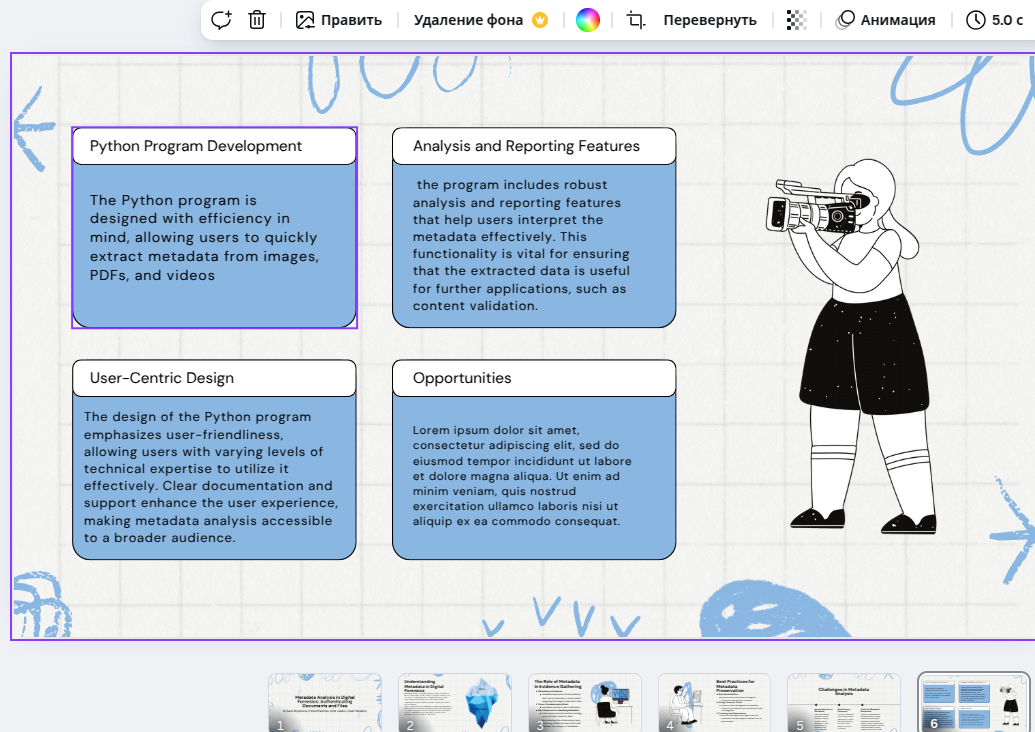 Править
Удаление фона
Перевернуть
Анимация
5.0 с
Python Program Development
The Python program is
designed with efficiency in
mind, allowing users to quickly
extract metadata from images,
PDFs, and videos
Analysis and Reporting Features
the program includes robust
analysis and reporting features
that help users interpret the
metadata effectively. This
functionality is vital for ensuring
that the extracted data is useful
for further applications, such as
content validation.
User-Centric Design
The design of the Python program
emphasizes user-friendliness,
allowing users with varying levels of
technical expertise to utilize it
effectively. Clear documentation and
support enhance the user experience,
making metadata analysis accessible
to a broader audience.
Opportunities
Lorem ipsum dolor sit amet,
consectetur adipiscing elit, sed do
eiusmod tempor incididunt ut labore
et dolore magna aliqua. Ut enim ad
minim veniam, quis nostrud
exercitation ullamco laboris nisi ut
aliquip ex ea commodo consequat.
Metadata Analysis in Digital
Forensics: Authenticating
Documents and Files
1
Understanding
Metadata in Digital
Forensics
2
The Role of Metadata
in Evidence Gathering
3
Best Practices for
Metadata
Preservation
4
Challenges in Metadata
Analysis
5
6